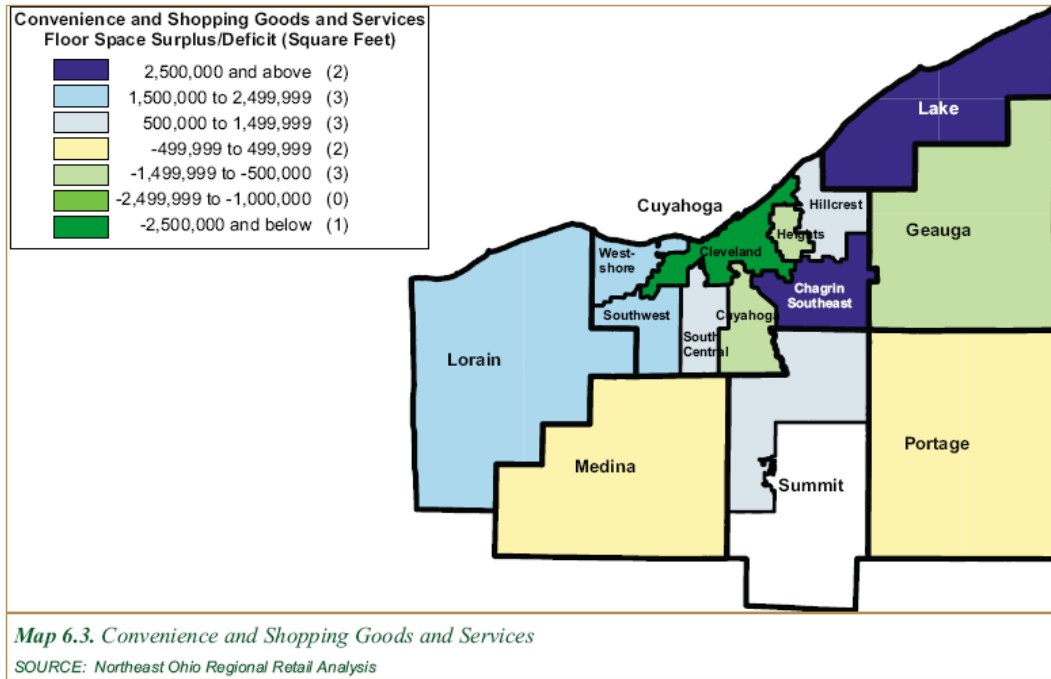 Convenience and Shopping Goods and Services
Floor Space Surplus/Deficit (Square Feet)
2,500,000 and above (2)
1,500,000 to 2,499,999 (3)
500,000 to 1,499,999 (3)
-499,999 to 499,999 (2)
-1,499,999 to -500,000 (3)
-2,499,999 to -1,000,000 (0)
-2,500,000 and below (1)
Lake
Cuyahoga
Hillcrest
Heights
Geauga
West-
shore
Cleveland
Chagrin
Southeast
Southwest
Cuyahoga
South
Central
Lorain
Medina
Portage
Summit
Map 6.3. Convenience and Shopping Goods and Services
SOURCE: Northeast Ohio Regional Retail Analysis